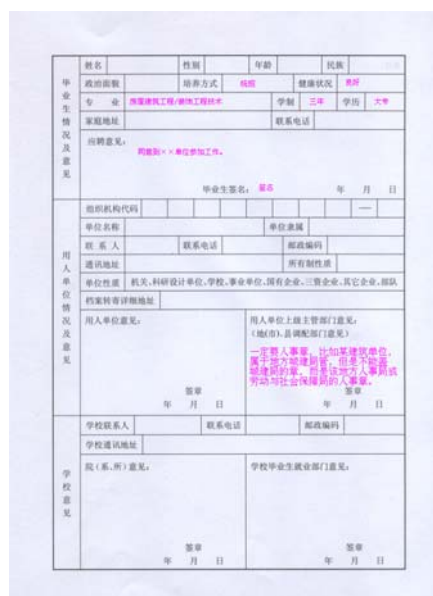 姓名 性别 年龄 民族
政治面貌 培养方式 统招 健康状况 良好
专 业 房屋建筑工程/装饰工程技术 学制 三年 学历 大专
家庭地址 联系电话
毕业生情况及意见
应聘意见:
同意到××单位参加工作。
毕业生签名: 签名 年 月 日
组织机构代码 —
单位名称 单位隶属
联 系 人 联系电话 邮政编码
通讯地址 所有制性质
单位性质 机关、科研设计单位、学校、事业单位、国有企业、三资企业、其它企业、部队
档案转寄详细地址
用人单位情况及意见
用人单位意见:
签章
年 月 日
用人单位上级主管部门意见:
(地(市)、县调配部门意见)
一定要人事章，比如某建筑单位，
属于地方城建局管，但是不能盖
城建局的章，而是该地方人事局或
劳动与社会保障局的人事章。
签章
年 月 日
学校联系人 联系电话 邮政编码
学校通讯地址
学校意见
院(系、所)意见:
签章
年 月 日
学校毕业生就业部门意见:
签章
年 月 日